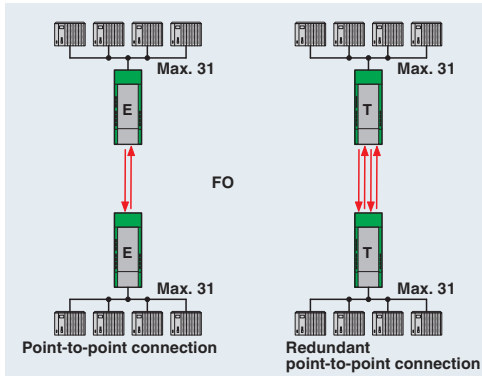 Max. 31
Max. 31
E
T
FO
E
T
Max. 31
Max. 31
Point-to-point connection
Redundant
point-to-point connection